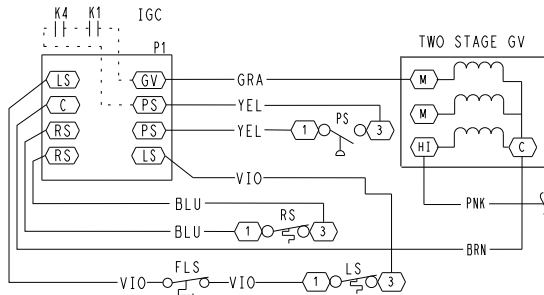 K4 K1 IGC
P1
TWO STAGE GV
LS GV GRA M
C PS YEL M
RS PS YEL 1 PS 3
RS LS HI C
VIO
BLU PNK
RS
BLU 1 3
BRN
FLS LS
VIO VIO 1 3